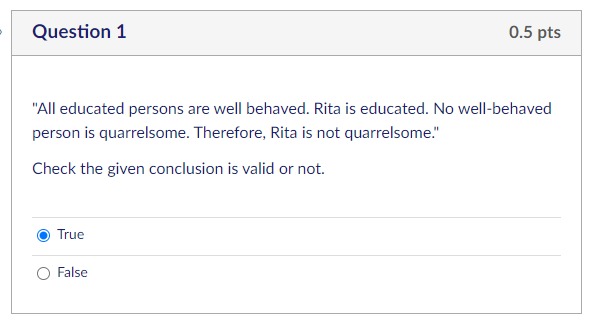 Question 1
0.5 pts
"All educated persons are well behaved. Rita is educated. No well-behaved
person is quarrelsome. Therefore, Rita is not quarrelsome."
Check the given conclusion is valid or not.
True
False